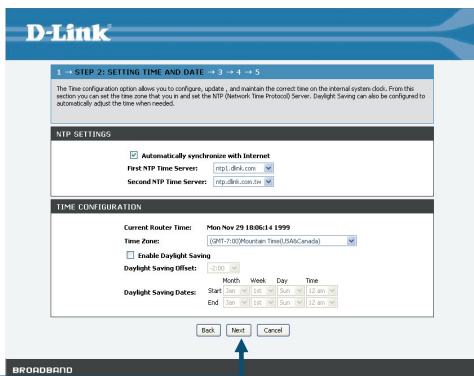 D-Link
1 → STEP 2: SETTING TIME AND DATE → 3 → 4 → 5
The Time configuration option allows you to configure, update , and maintain the correct time on the internal system clock. From this
section you can set the time zone that you in and set the NTP (Network Time Protocol) Server. Daylight Saving can also be configured to
automatically adjust the time when needed.
NTP SETTINGS
Automatically synchronize with Internet
First NTP Time Server: ntp1.dlink.com
Second NTP Time Server: ntp.dlink.com.tw
TIME CONFIGURATION
Current Router Time: Mon Nov 29 18:06:14 1999
Time Zone: (GMT-7:00)Mountain Time(USA&Canada)
Enable Daylight Saving
Daylight Saving Offset: -2:00
Month Week Day Time
Daylight Saving Dates: Start Jan 1st Sun 12 am
End Jan 1st Sun 12 am
Back Next Cancel
BROADBAND